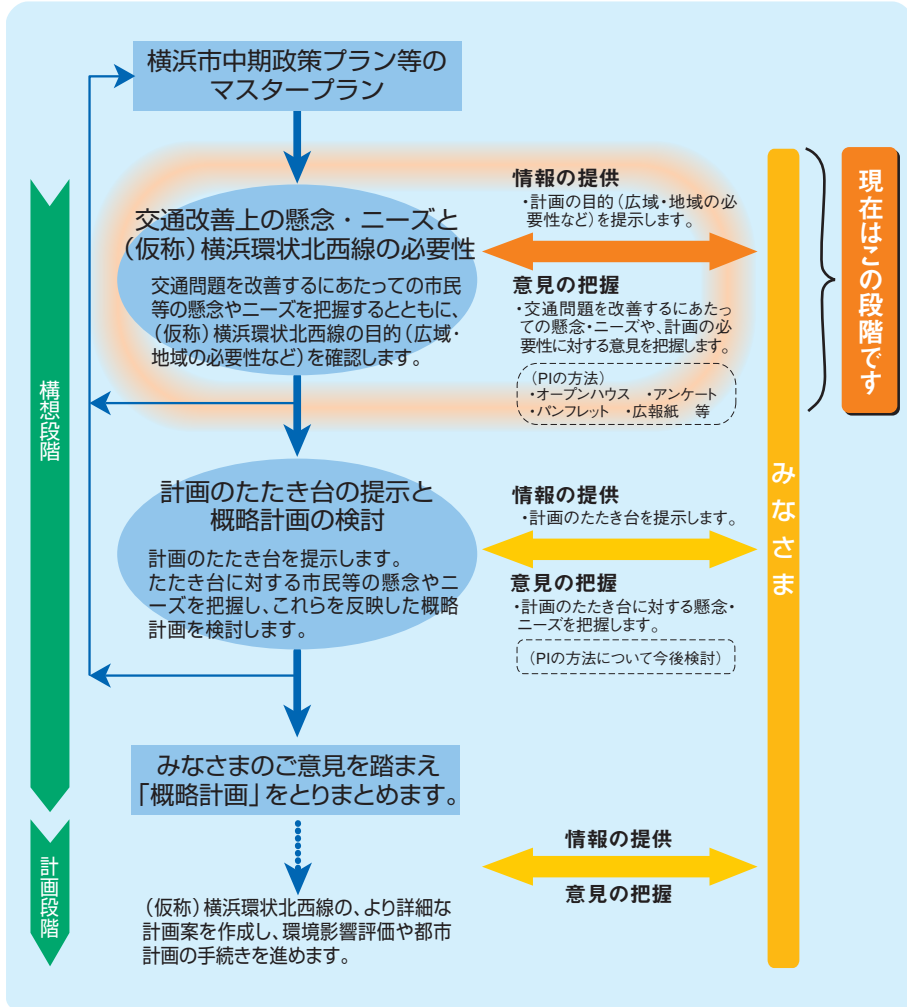 横浜市中期政策プラン等の
マスタープラン
交通改善上の懸念・ニーズと
(仮称)横浜環状北西線の必要性
交通問題を改善するにあたっての市民
等の懸念やニーズを把握するとともに、
(仮称)横浜環状北西線の目的(広域・
地域の必要性など)を確認します。
情報の提供
・計画の目的(広域・地域の必
要性など)を提示します。
意見の把握
・交通問題を改善するにあたっ
ての懸念・ニーズや、計画の必
要性に対する意見を把握します。
(PIの方法)
・オープンハウス ・アンケート
・パンフレット ・広報紙 等
現在はこの段階です
構想段階
みなさま
計画のたたき台の提示と
概略計画の検討
計画のたたき台を提示します。
たたき台に対する市民等の懸念やニ
ーズを把握し、これらを反映した概略
計画を検討します。
情報の提供
・計画のたたき台を提示します。
意見の把握
・計画のたたき台に対する懸念・
ニーズを把握します。
(PIの方法について今後検討)
みなさまのご意見を踏まえ
「概略計画」をとりまとめます。
計画段階
情報の提供
意見の把握
(仮称)横浜環状北西線の、より詳細な
計画案を作成し、環境影響評価や都市
計画の手続きを進めます。